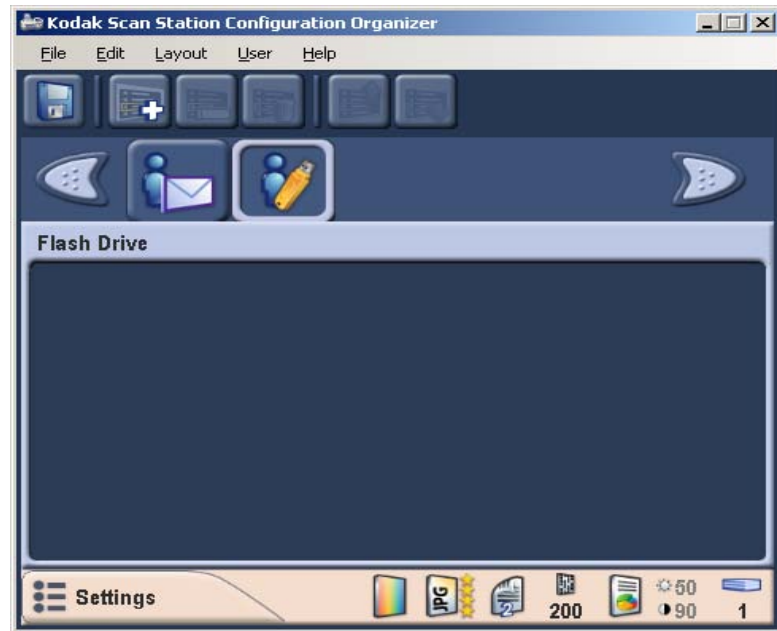 Kodak Scan Station Configuration Organizer
File Edit Layout User Help
Flash Drive
Settings JPG 2 200 50 90 1